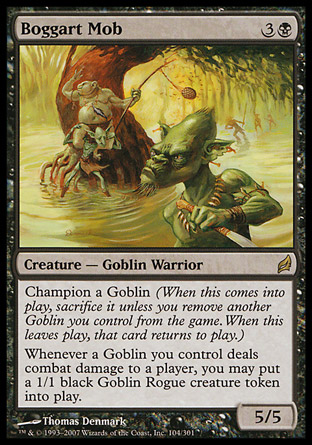 Boggart Mob 3
Creature — Goblin Warrior
Champion a Goblin (When this comes into
play, sacrifice it unless you remove another
Goblin you control from the game. When this
leaves play, that card returns to play.)
Whenever a Goblin you control deals
combat damage to a player, you may put
a 1/1 black Goblin Rogue creature token
into play.
Thomas Denmark
™ & © 1993–2007 Wizards of the Coast, Inc. 104/301
5/5